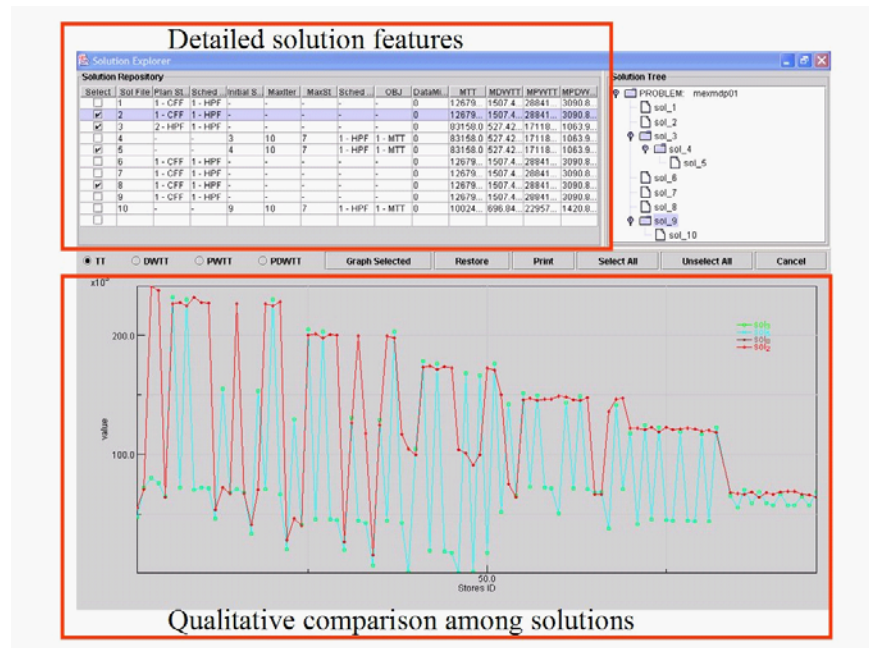 Detailed solution features
Solution Explorer
Solution Repository
Select Sol File Plan St... Sched ... Initial S... MaxIter MaxSt Sched ... OBJ DataMi... MTT MDWTT MPWTT MPDW...
1 1 - CFF 1 - HPF - - - - - 0 12679... 1507.4... 28841... 3090.8...
2 1 - CFF 1 - HPF - - - - - 0 12679... 1507.4... 28841... 3090.8...
3 2 - HPF 1 - HPF - - - - - 0 83158.0 527.42... 17118... 1063.9...
4 - - 3 10 7 1 - HPF 1 - MTT 0 83158.0 527.42... 17118... 1063.9...
5 - - 4 10 7 1 - HPF 1 - MTT 0 83158.0 527.42... 17118... 1063.9...
6 1 - CFF 1 - HPF - - - - - 0 12679... 1507.4... 28841... 3090.8...
7 1 - CFF 1 - HPF - - - - - 0 12679... 1507.4... 28841... 3090.8...
8 1 - CFF 1 - HPF - - - - - 0 12679... 1507.4... 28841... 3090.8...
9 1 - CFF 1 - HPF - - - - - 0 12679... 1507.4... 28841... 3090.8...
10 - - 9 10 7 1 - HPF 1 - MTT 0 10024... 696.84... 22957... 1420.8...
Solution Tree
PROBLEM: mexmdp01
sol_1
sol_2
sol_3
sol_4
sol_5
sol_6
sol_7
sol_8
sol_9
sol_10
TT DWTT PWTT PDWTT Graph Selected Restore Print Select All Unselect All Cancel
200.0
100.0
value
50.0
Stores ID
sol₂
Qualitative comparison among solutions